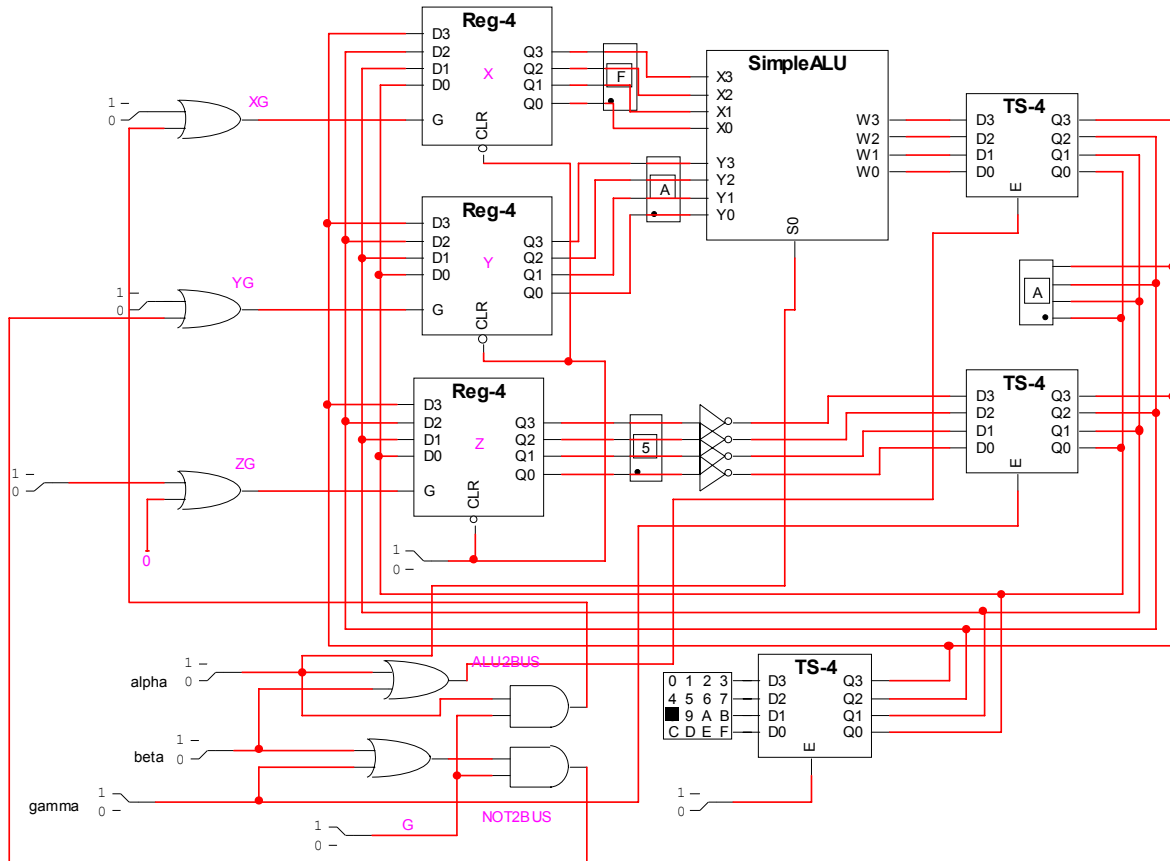 Reg-4
D3
D2
D1
D0
X
Q3
Q2
Q1
Q0
G
CLR
F
SimpleALU
X3
X2
X1
X0
Y3
Y2
Y1
Y0
W3
W2
W1
W0
S0
TS-4
D3
D2
D1
D0
Q3
Q2
Q1
Q0
E
1
0
XG
Reg-4
D3
D2
D1
D0
Y
Q3
Q2
Q1
Q0
G
CLR
A
A
1
0
YG
Reg-4
D3
D2
D1
D0
Z
Q3
Q2
Q1
Q0
G
CLR
5
TS-4
D3
D2
D1
D0
Q3
Q2
Q1
Q0
E
1
0
ZG
0
1
0
alpha
1
0
ALU2BUS
beta
1
0
gamma
1
0
NOT2BUS
G
1
0
0 1 2 3
4 5 6 7
9 A B
C D E F
TS-4
D3
D2
D1
D0
Q3
Q2
Q1
Q0
E
1
0